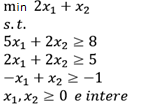 min 2x₁ + x₂
s.t.
5x₁ + 2x₂ ≥ 8
2x₁ + 2x₂ ≥ 5
−x₁ + x₂ ≥ −1
x₁, x₂ ≥ 0 e intere